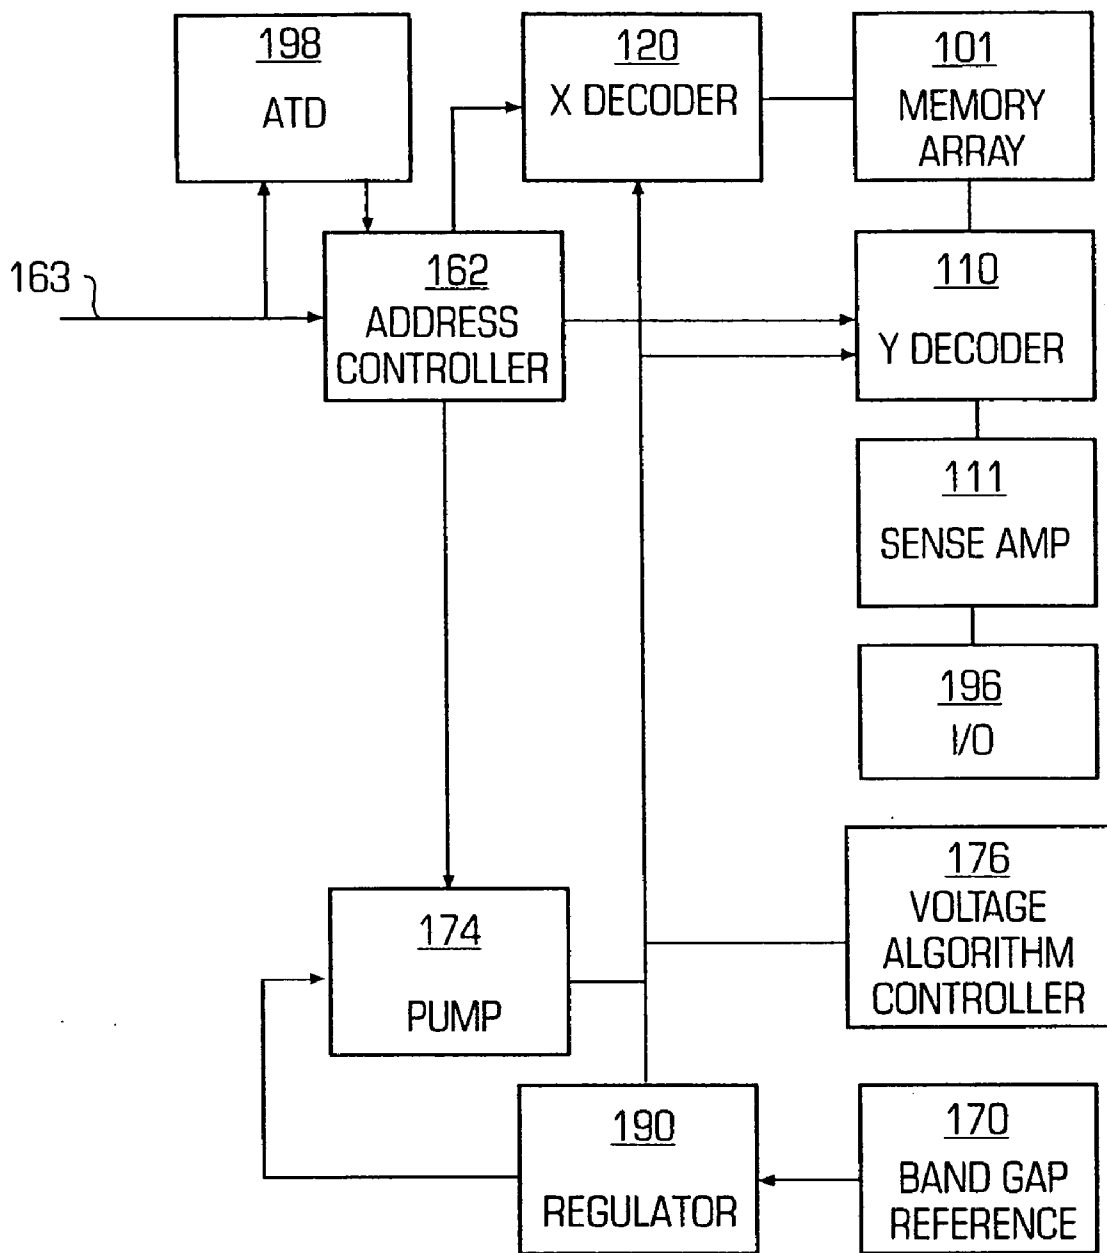 198
ATD
120
X DECODER
101
MEMORY
ARRAY
163
162
ADDRESS
CONTROLLER
110
Y DECODER
111
SENSE AMP
196
I/O
174
PUMP
176
VOLTAGE
ALGORITHM
CONTROLLER
190
REGULATOR
170
BAND GAP
REFERENCE